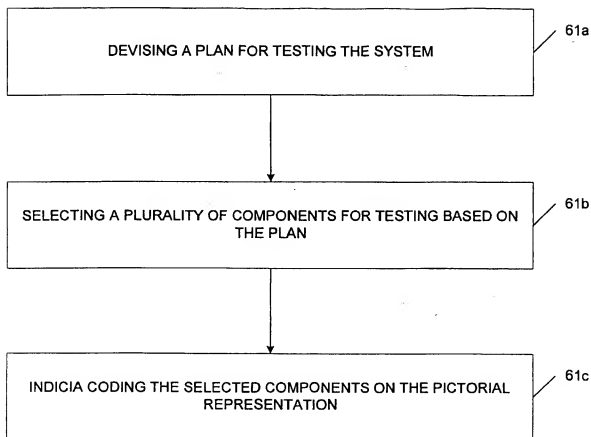 61a
DEVISING A PLAN FOR TESTING THE SYSTEM
61b
SELECTING A PLURALITY OF COMPONENTS FOR TESTING BASED ON
THE PLAN
61c
INDICIA CODING THE SELECTED COMPONENTS ON THE PICTORIAL
REPRESENTATION